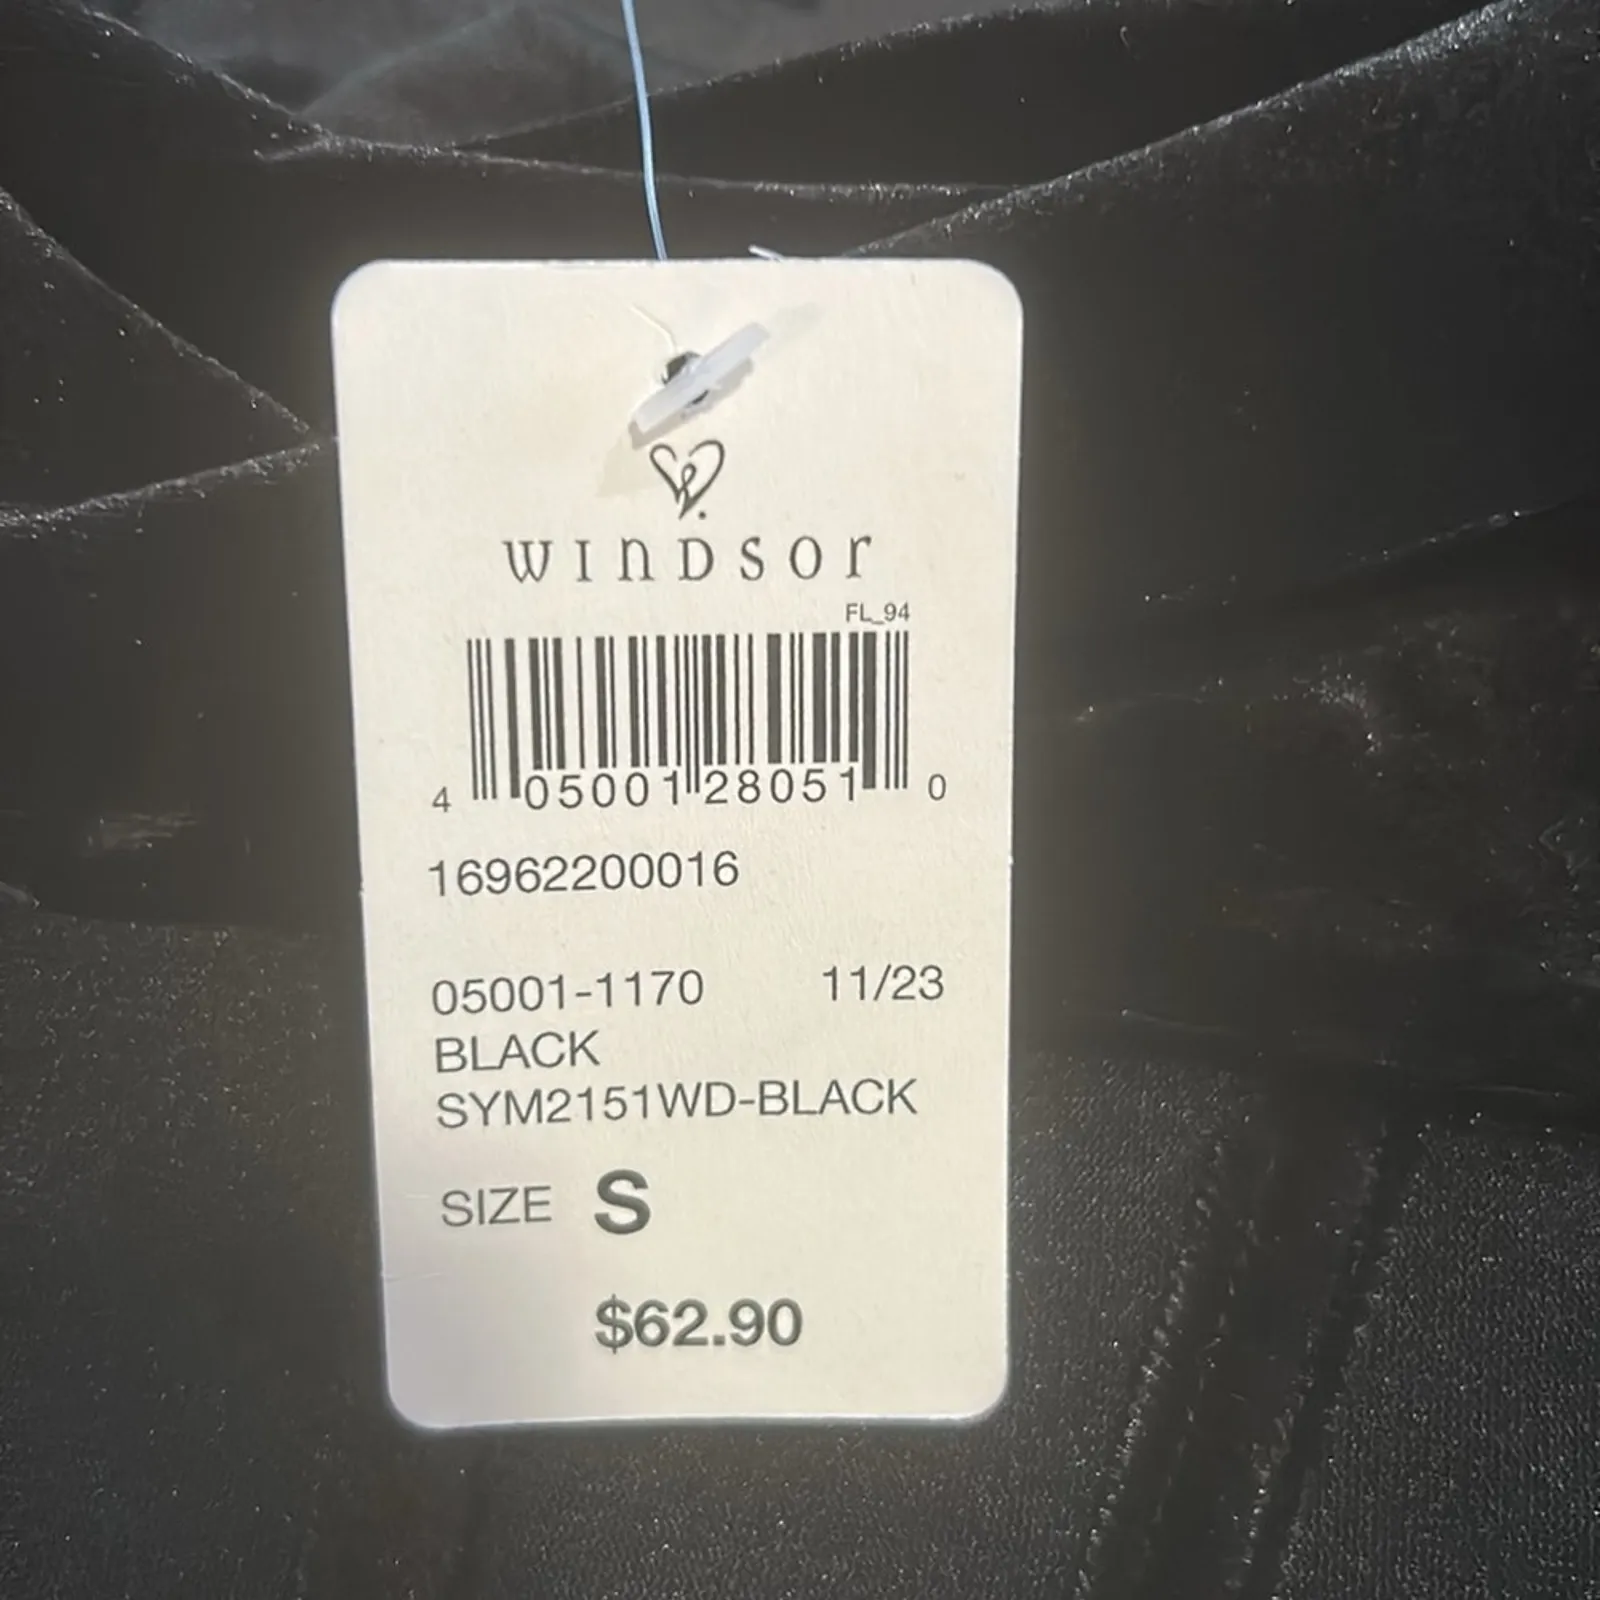 WINDSOR
FL_94
4 05001 28051 0
16962200016
05001-1170 11/23
BLACK
SYM2151WD-BLACK
SIZE S
$62.90